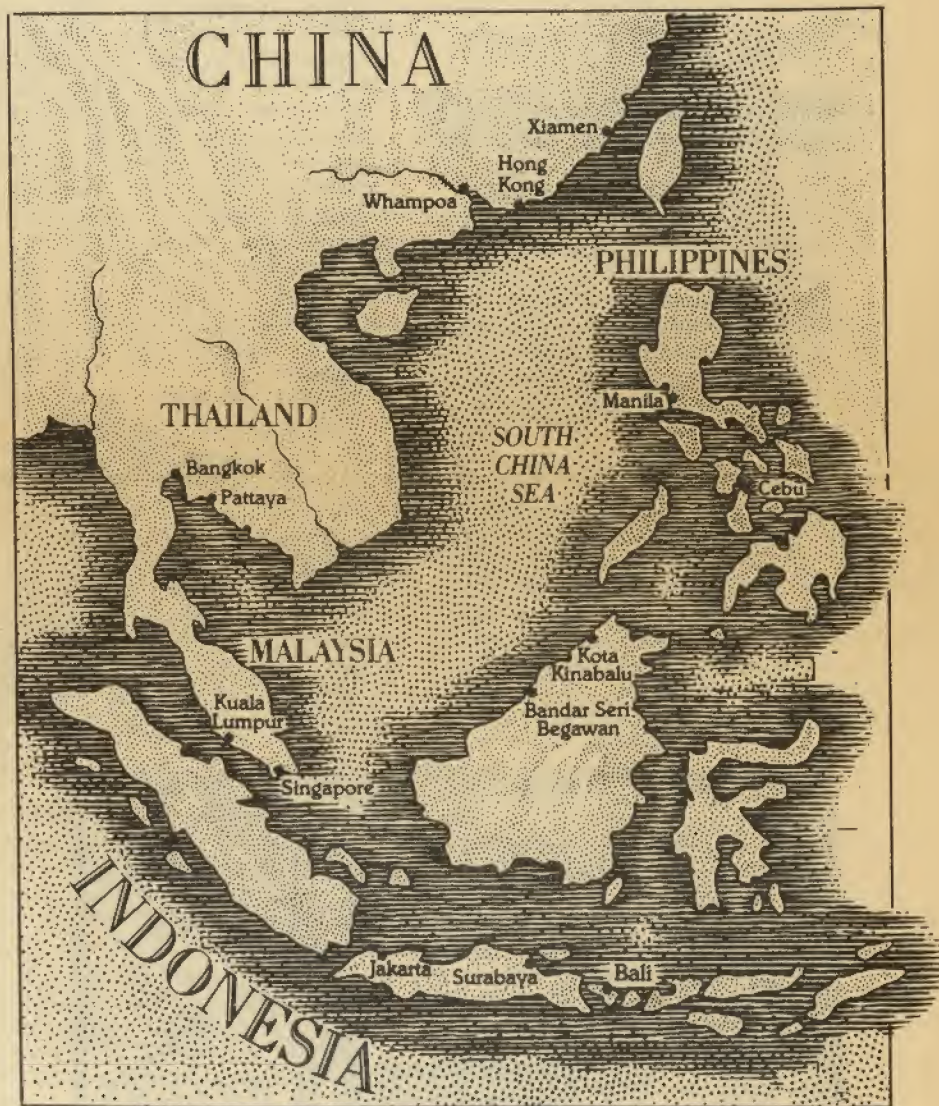 CHINA
Xiamen
Hong
Kong
Whampoa
PHILIPPINES
Manila
THAILAND
SOUTH
CHINA
SEA
Bangkok
Pattaya
Cebu
MALAYSIA
Kota
Kinabalu
Kuala
Lumpur
Bandar Seri
Begawan
Singapore
INDONESIA
Jakarta
Surabaya
Bali